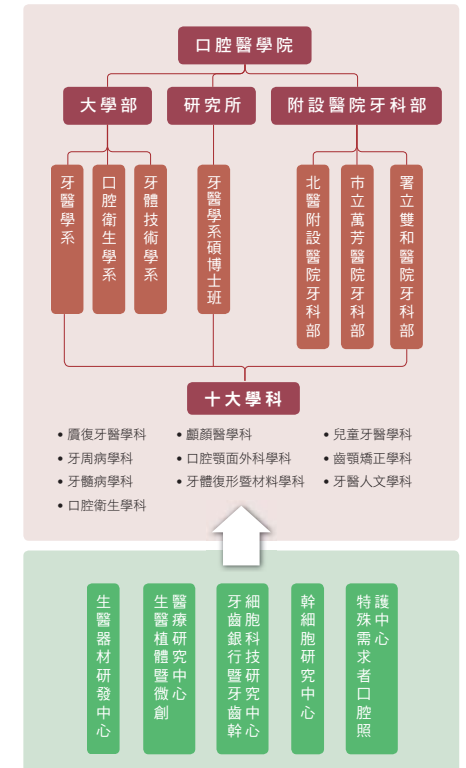 口腔醫學院
大學部
研究所
附設醫院牙科部
牙醫學系
口腔衛生學系
牙體技術學系
牙醫學系碩博士班
北醫附設醫院牙科部
市立萬芳醫院牙科部
署立雙和醫院牙科部
十大學科
• 贋復牙醫學科
• 牙周病學科
• 牙髓病學科
• 口腔衛生學科
• 顱顏醫學科
• 口腔顎面外科學科
• 牙體復形暨材料學科
• 兒童牙醫學科
• 齒顎矯正學科
• 牙醫人文學科
生醫器材研發中心
生醫植體暨微創
醫療研究中心
牙齒銀行暨牙齒幹
細胞科技研究中心
幹細胞研究中心
特殊需求者口腔照
護中心